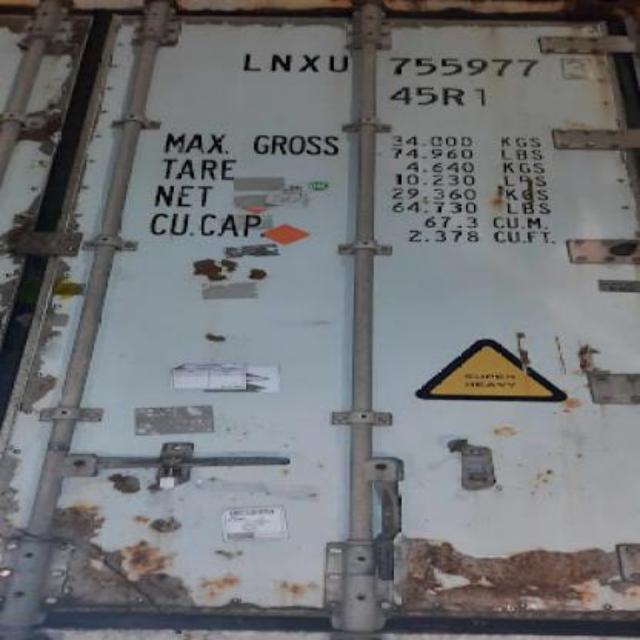 LNXU 755977
45R1
MAX. GROSS 34.000 KGS
74.960 LBS
TARE 4.640 KGS
10.230 LBS
NET 29.360 KGS
64.730 LBS
CU.CAP. 67.3 CU.M.
2.378 CU.FT.
SUPER
HEAVY